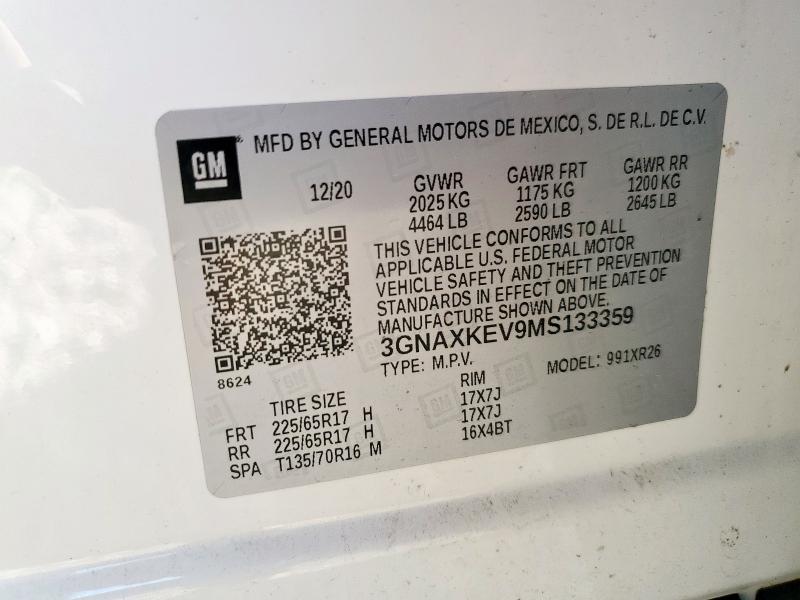 GM
MFD BY GENERAL MOTORS DE MEXICO, S. DE R.L. DE C.V.
12/20
GVWR
2025 KG
4464 LB
GAWR FRT
1175 KG
2590 LB
GAWR RR
1200 KG
2645 LB
THIS VEHICLE CONFORMS TO ALL
APPLICABLE U.S. FEDERAL MOTOR
VEHICLE SAFETY AND THEFT PREVENTION
STANDARDS IN EFFECT ON THE DATE OF
MANUFACTURE SHOWN ABOVE.
3GNAXKEV9MS133359
8624
TYPE: M.P.V. MODEL: 991XR26
TIRE SIZE RIM
FRT 225/65R17 H 17X7J
RR 225/65R17 H 17X7J
SPA T135/70R16 M 16X4BT